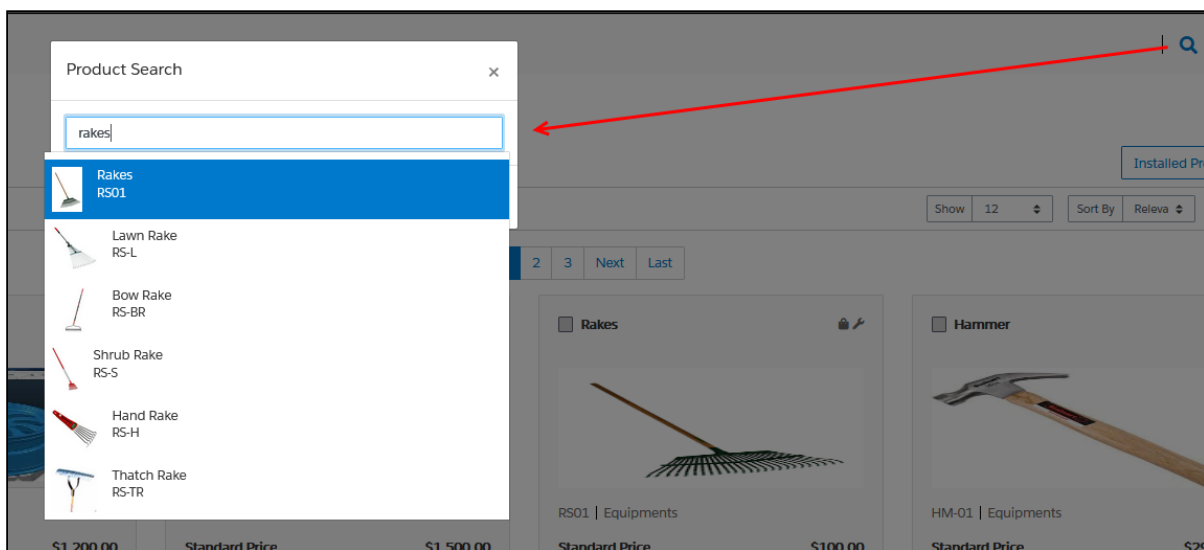 Product Search
×
rakes
Rakes
RS01
Lawn Rake
RS-L
Bow Rake
RS-BR
Shrub Rake
RS-S
Hand Rake
RS-H
Thatch Rake
RS-TR
Installed Pr
Show 12
Sort By Releva
2 3 Next Last
Rakes
RS01 | Equipments
Standard Price $100.00
Hammer
HM-01 | Equipments
Standard Price
$1,200.00
Standard Price $1,500.00